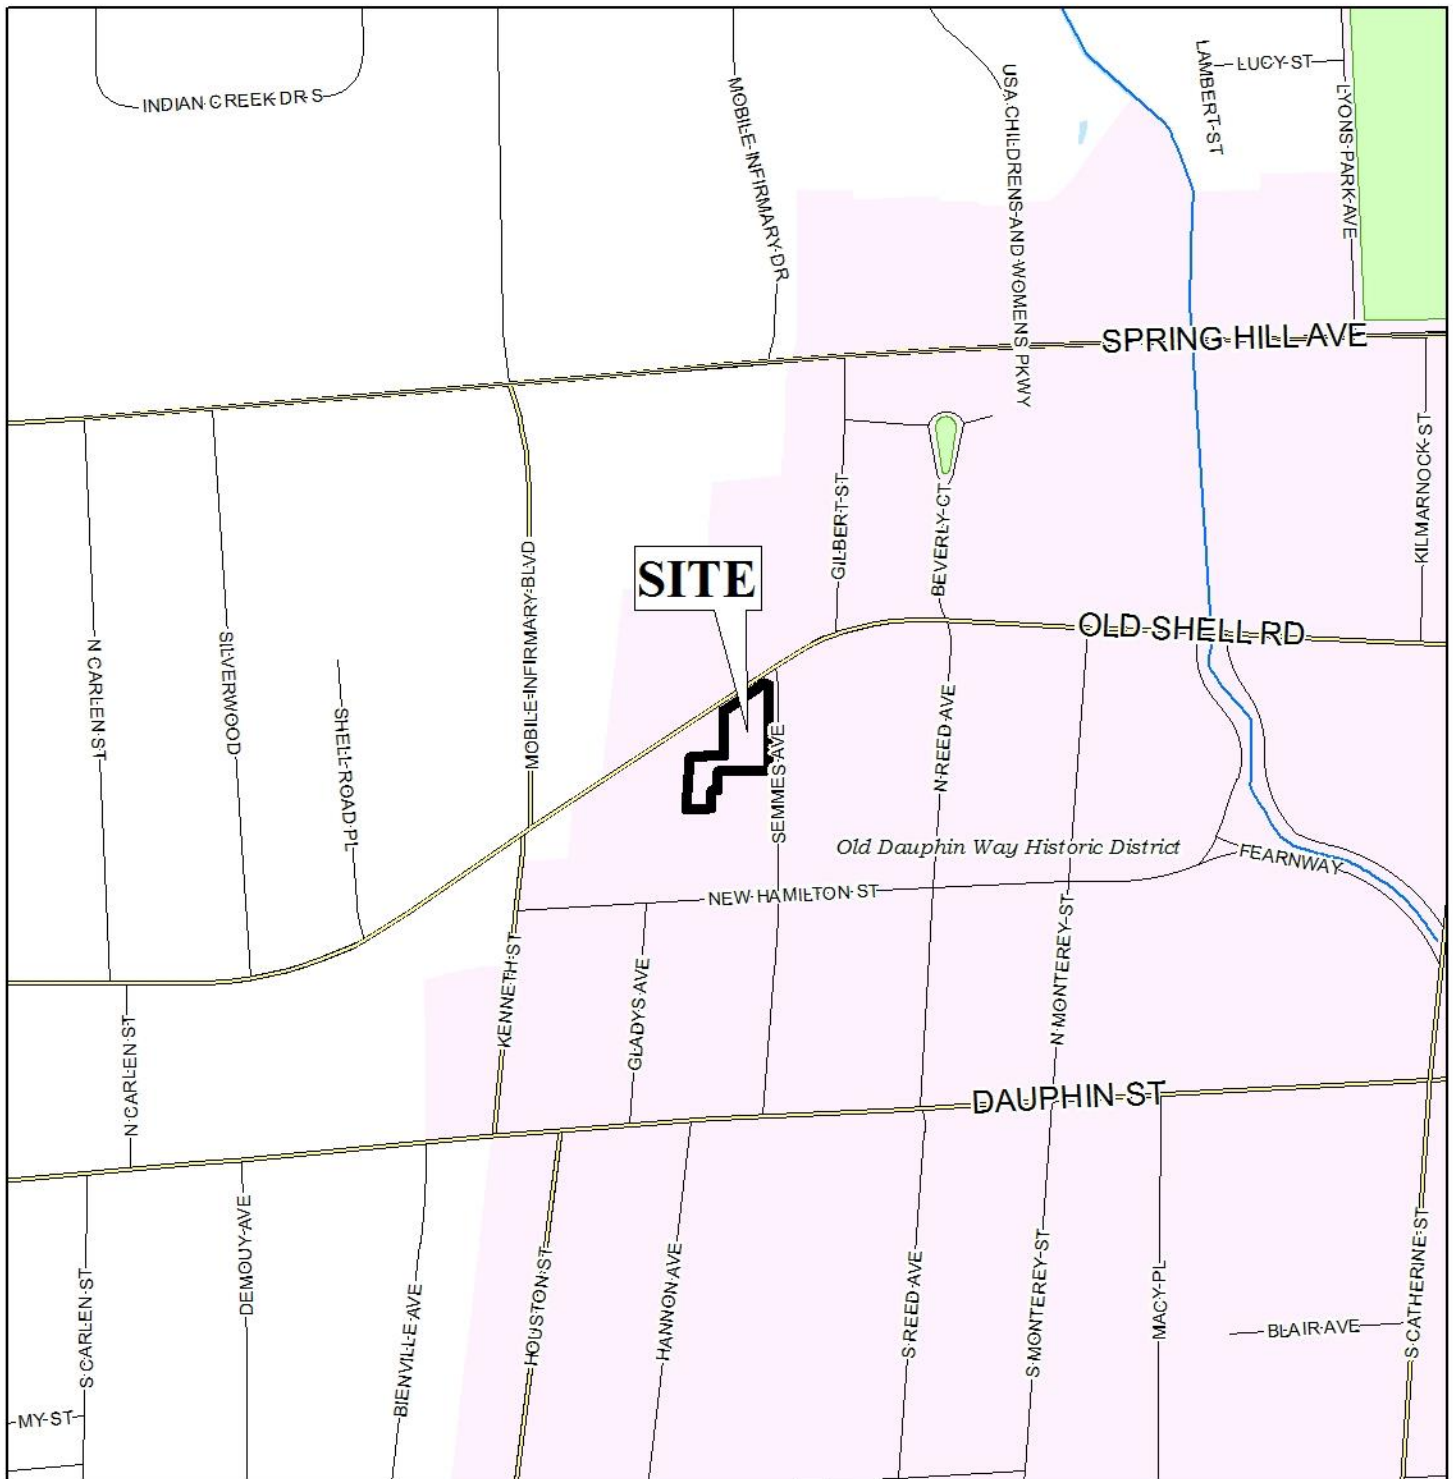 INDIAN CREEK DR S
MOBILE INFIRMARY DR
USA CHILDRENS AND WOMENS PKWY
LAMBERT ST
LUCY ST
LYONS PARK AVE
SPRING HILL AVE
KILMARNOCK ST
GILBERT ST
BEVERLY CT
MOBILE INFIRMARY BLVD
SITE
OLD SHELL RD
N CARLEN ST
SILVERWOOD
SHELL ROAD PL
SEMMES AVE
N REED AVE
Old Dauphin Way Historic District
FEARNWAY
NEW HAMILTON ST
KENNETH ST
GLADYS AVE
N MONTEREY ST
N CARLEN ST
DAUPHIN ST
S CARLEN ST
DEMOUY AVE
BIENVILLE AVE
HOUSTON ST
HANNON AVE
S REED AVE
S MONTEREY ST
MACY PL
BLAIR AVE
S CATHERINE ST
MY ST